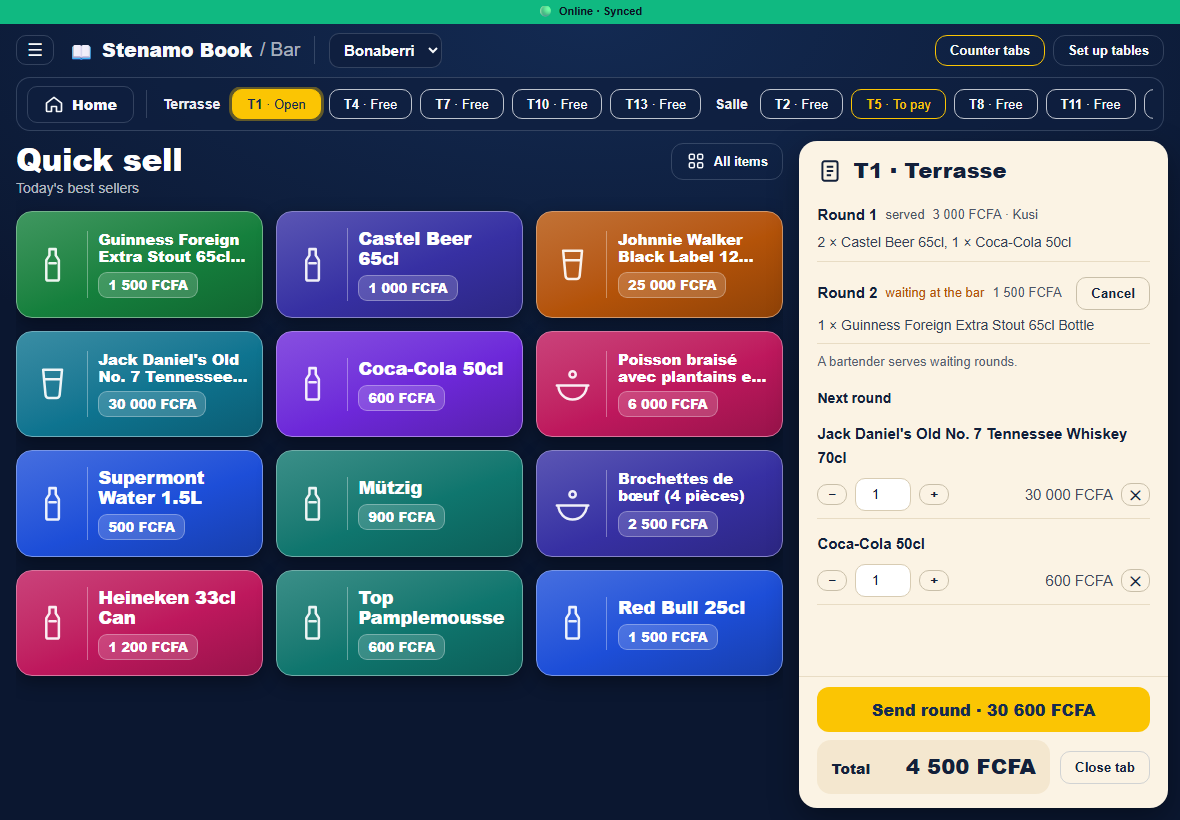 Online · Synced
Stenamo Book / Bar
Bonaberri
Counter tabs
Set up tables
Home
Terrasse
T1 · Open
T4 · Free
T7 · Free
T10 · Free
T13 · Free
Salle
T2 · Free
T5 · To pay
T8 · Free
T11 · Free
Quick sell
Today's best sellers
All items
Guinness Foreign
Extra Stout 65cl...
1 500 FCFA
Castel Beer
65cl
1 000 FCFA
Johnnie Walker
Black Label 12...
25 000 FCFA
Jack Daniel's Old
No. 7 Tennessee...
30 000 FCFA
Coca-Cola 50cl
600 FCFA
Poisson braisé
avec plantains e...
6 000 FCFA
Supermont
Water 1.5L
500 FCFA
Mützig
900 FCFA
Brochettes de
bœuf (4 pièces)
2 500 FCFA
Heineken 33cl
Can
1 200 FCFA
Top
Pamplemousse
600 FCFA
Red Bull 25cl
1 500 FCFA
T1 · Terrasse
Round 1 served 3 000 FCFA · Kusi
2 × Castel Beer 65cl, 1 × Coca-Cola 50cl
Round 2 waiting at the bar 1 500 FCFA
Cancel
1 × Guinness Foreign Extra Stout 65cl Bottle
A bartender serves waiting rounds.
Next round
Jack Daniel's Old No. 7 Tennessee Whiskey
70cl
− 1 + 30 000 FCFA ×
Coca-Cola 50cl
− 1 + 600 FCFA ×
Send round · 30 600 FCFA
Total 4 500 FCFA
Close tab